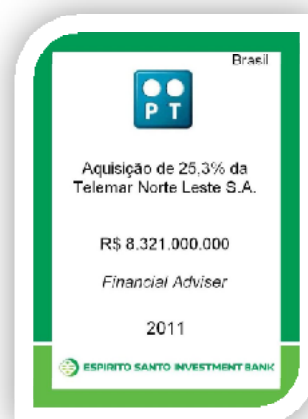 Brasil
PT
Aquisição de 25,3% da
Telemar Norte Leste S.A.
R$ 8.321.000.000
Financial Adviser
2011
ESPIRITO SANTO INVESTMENT BANK